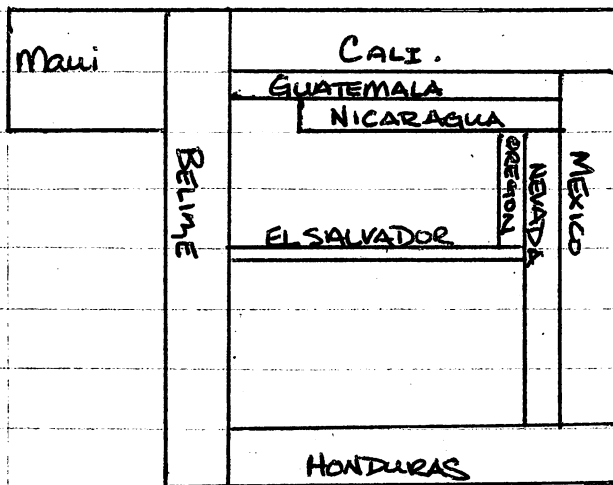 Maui
CALI.
GUATEMALA
NICARAGUA
BELIZE
OREGON
NEVADA
MEXICO
EL SALVADOR
HONDURAS